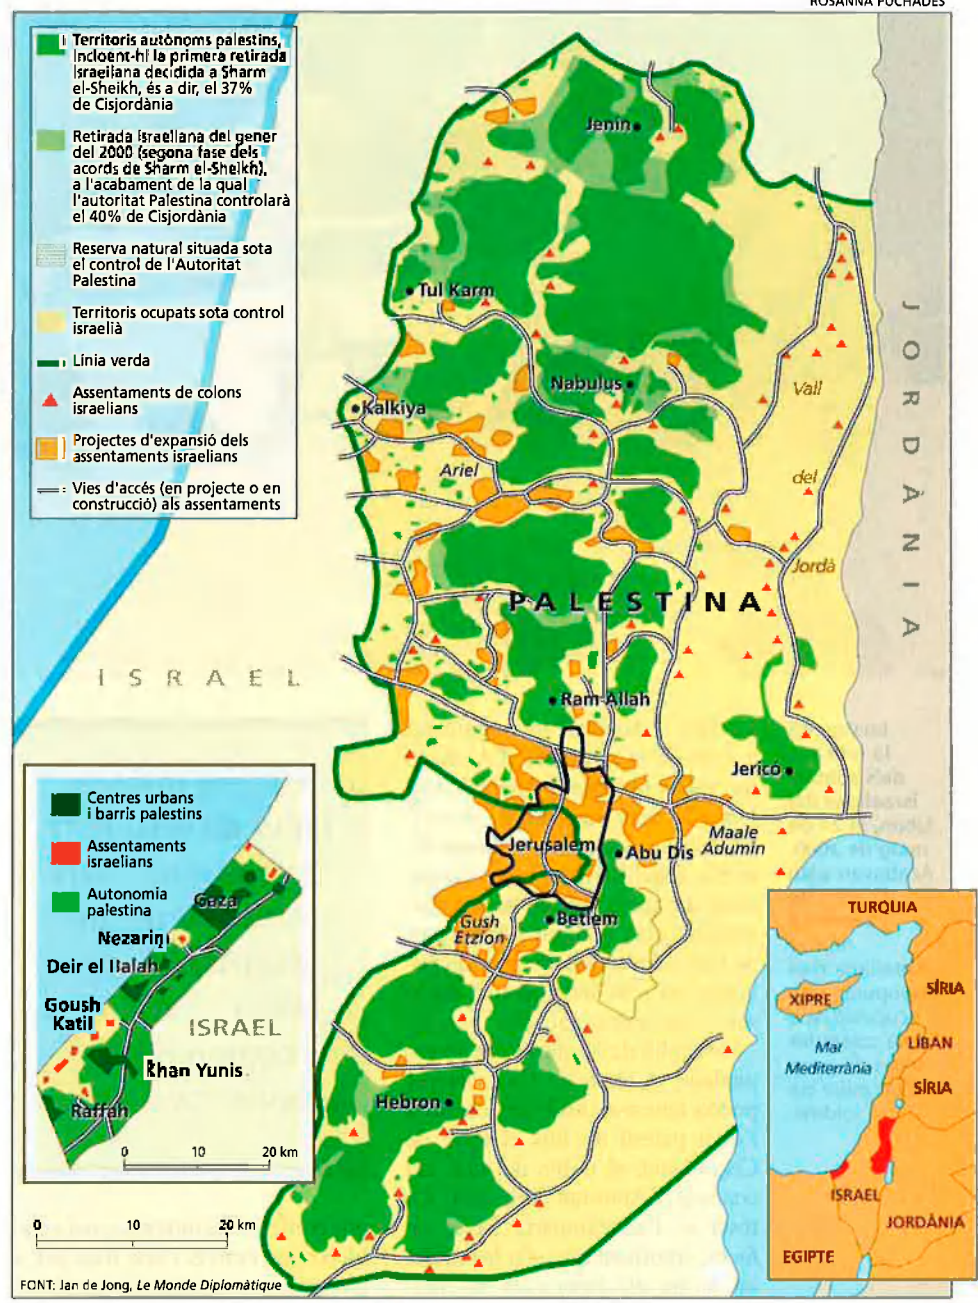 ROSANNA PUCHADES
Territoris autònoms palestins,
incloent-hi la primera retirada
israeliana decidida a Sharm
el-Sheikh, és a dir, el 37%
de Cisjordània
Retirada israeliana del gener
del 2000 (segona fase dels
acords de Sharm el-Sheikh),
a l'acabament de la qual
l'autoritat Palestina controlarà
el 40% de Cisjordània
Reserva natural situada sota
el control de l'Autoritat
Palestina
Territoris ocupats sota control
israelià
Línia verda
Assentaments de colons
israelians
Projectes d'expansió dels
assentaments israelians
Vies d'accés (en projecte o en
construcció) als assentaments
Jenin
Tul Karm
Nabulus
Kalkiya
Ariel
Vall
del
Jordà
JORDÀNIA
PALESTINA
ISRAEL
Ram Allah
Jericó
Jerusalem
Abu Dis
Maale
Adumin
Gush
Etzion
Betlem
Hebron
Centres urbans
i barris palestins
Assentaments
israelians
Autonomia
palestina
Gaza
Nezarin
Deir el Balah
Goush
Katif
ISRAEL
Khan Yunis
Raffah
0 10 20 km
0 10 20 km
TURQUIA
SÍRIA
XIPRE
LÍBAN
Mar
Mediterrània
SÍRIA
ISRAEL
JORDÀNIA
EGIPTE
FONT: Jan de Jong, Le Monde Diplomàtique